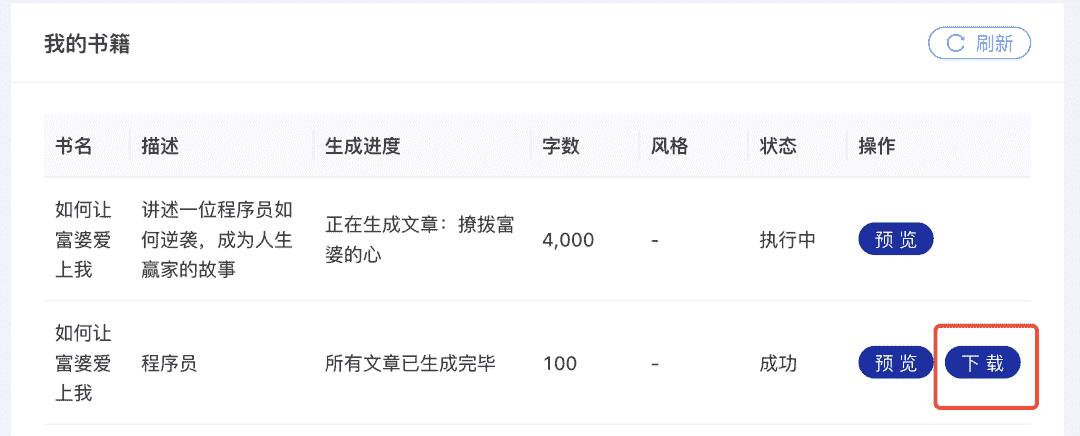 我的书籍
刷新
书名 描述 生成进度 字数 风格 状态 操作
如何让 讲述一位程序员如
富婆爱 何逆袭，成为人生 正在生成文章：撩拨富 4,000 - 执行中 预览
上我 赢家的故事 婆的心
如何让
富婆爱 程序员 所有文章已生成完毕 100 - 成功 预览 下载
上我